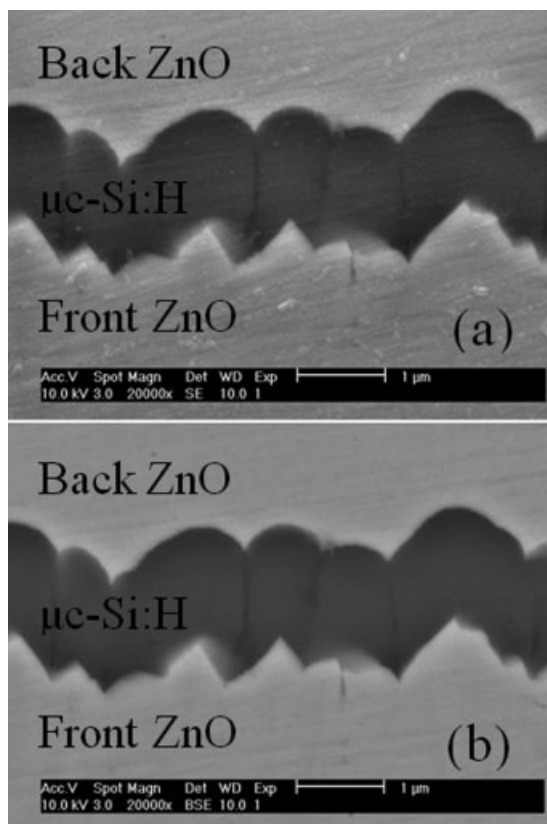 Back ZnO
μc-Si:H
Front ZnO
(a)
Acc.V Spot Magn Det WD Exp 1 μm
10.0 kV 3.0 20000x SE 10.0 1
Back ZnO
μc-Si:H
Front ZnO
(b)
Acc.V Spot Magn Det WD Exp 1 μm
10.0 kV 3.0 20000x BSE 10.0 1